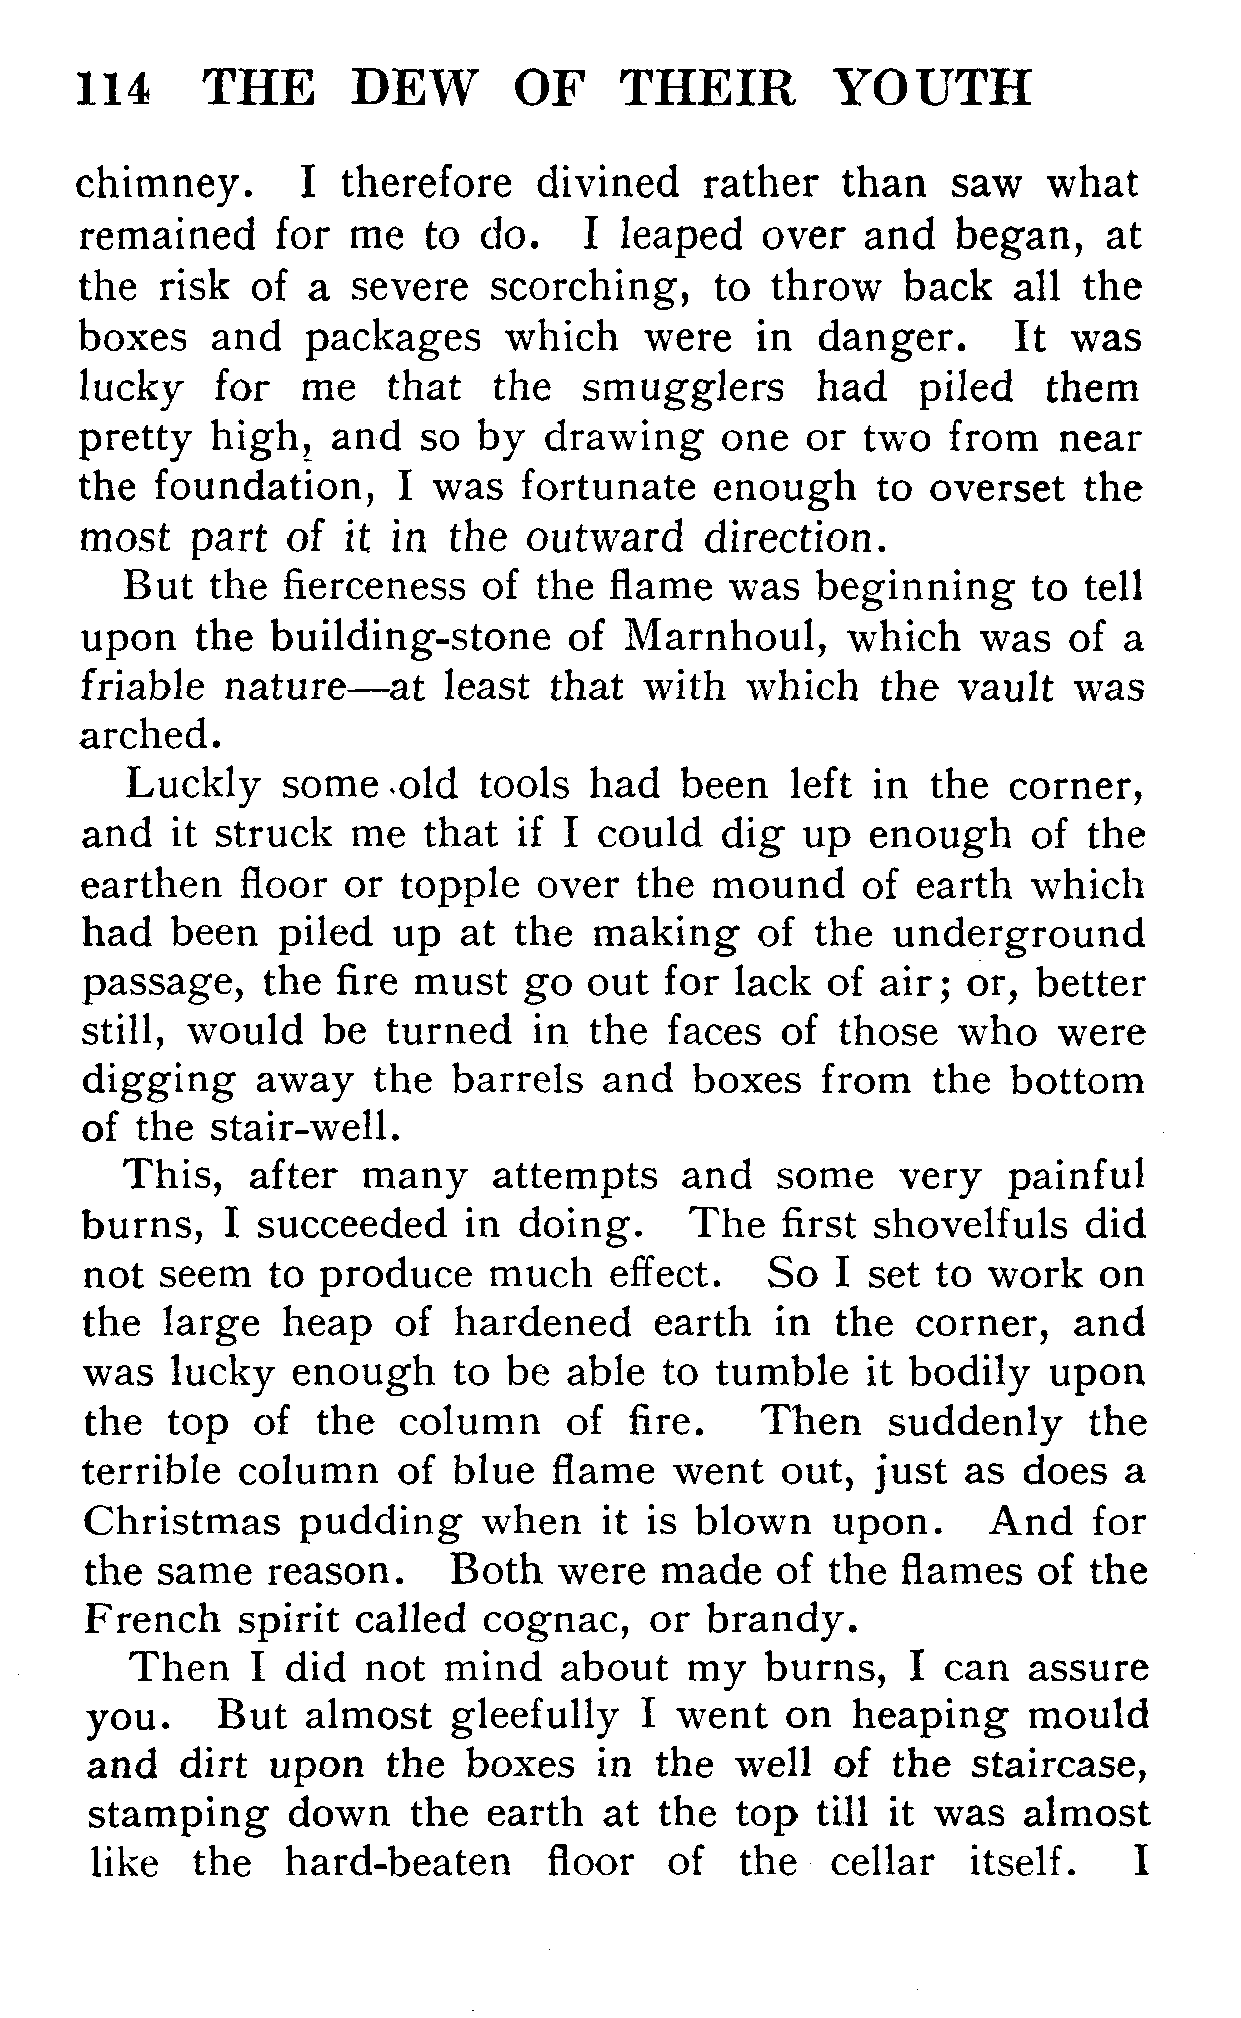 114 THE DEW OF THEIR YOUTH
chimney. I therefore divined rather than saw what
remained for me to do. I leaped over and began, at
the risk of a severe scorching, to throw back all the
boxes and packages which were in danger. It was
lucky for me that the smugglers had piled them
pretty high, and so by drawing one or two from near
the foundation, I was fortunate enough to overset the
most part of it in the outward direction.
But the fierceness of the flame was beginning to tell
upon the building-stone of Marnhoul, which was of a
friable nature—at least that with which the vault was
arched.
Luckly some old tools had been left in the corner,
and it struck me that if I could dig up enough of the
earthen floor or topple over the mound of earth which
had been piled up at the making of the underground
passage, the fire must go out for lack of air; or, better
still, would be turned in the faces of those who were
digging away the barrels and boxes from the bottom
of the stair-well.
This, after many attempts and some very painful
burns, I succeeded in doing. The first shovelfuls did
not seem to produce much effect. So I set to work on
the large heap of hardened earth in the corner, and
was lucky enough to be able to tumble it bodily upon
the top of the column of fire. Then suddenly the
terrible column of blue flame went out, just as does a
Christmas pudding when it is blown upon. And for
the same reason. Both were made of the flames of the
French spirit called cognac, or brandy.
Then I did not mind about my burns, I can assure
you. But almost gleefully I went on heaping mould
and dirt upon the boxes in the well of the staircase,
stamping down the earth at the top till it was almost
like the hard-beaten floor of the cellar itself. I